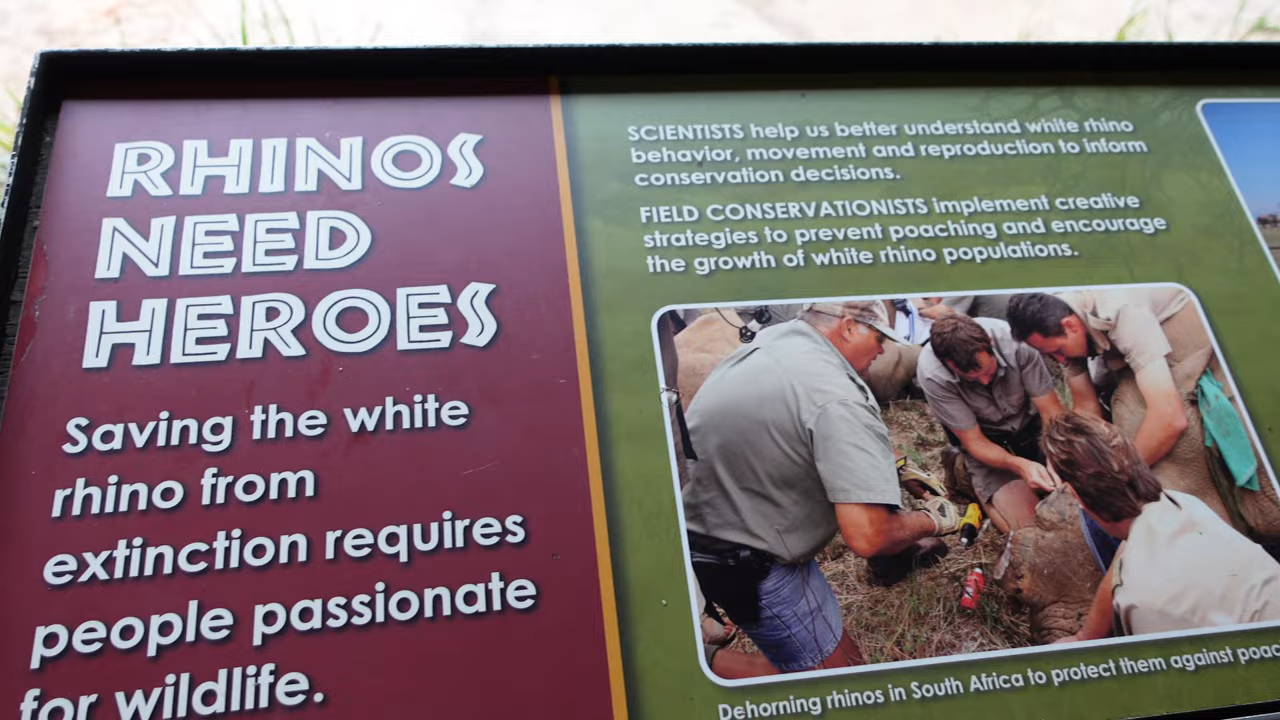 RHINOS
NEED
HEROES
Saving the white
rhino from
extinction requires
people passionate
for wildlife.
SCIENTISTS help us better understand white rhino
behavior, movement and reproduction to inform
conservation decisions.
FIELD CONSERVATIONISTS implement creative
strategies to prevent poaching and encourage
the growth of white rhino populations.
Dehorning rhinos in South Africa to protect them against